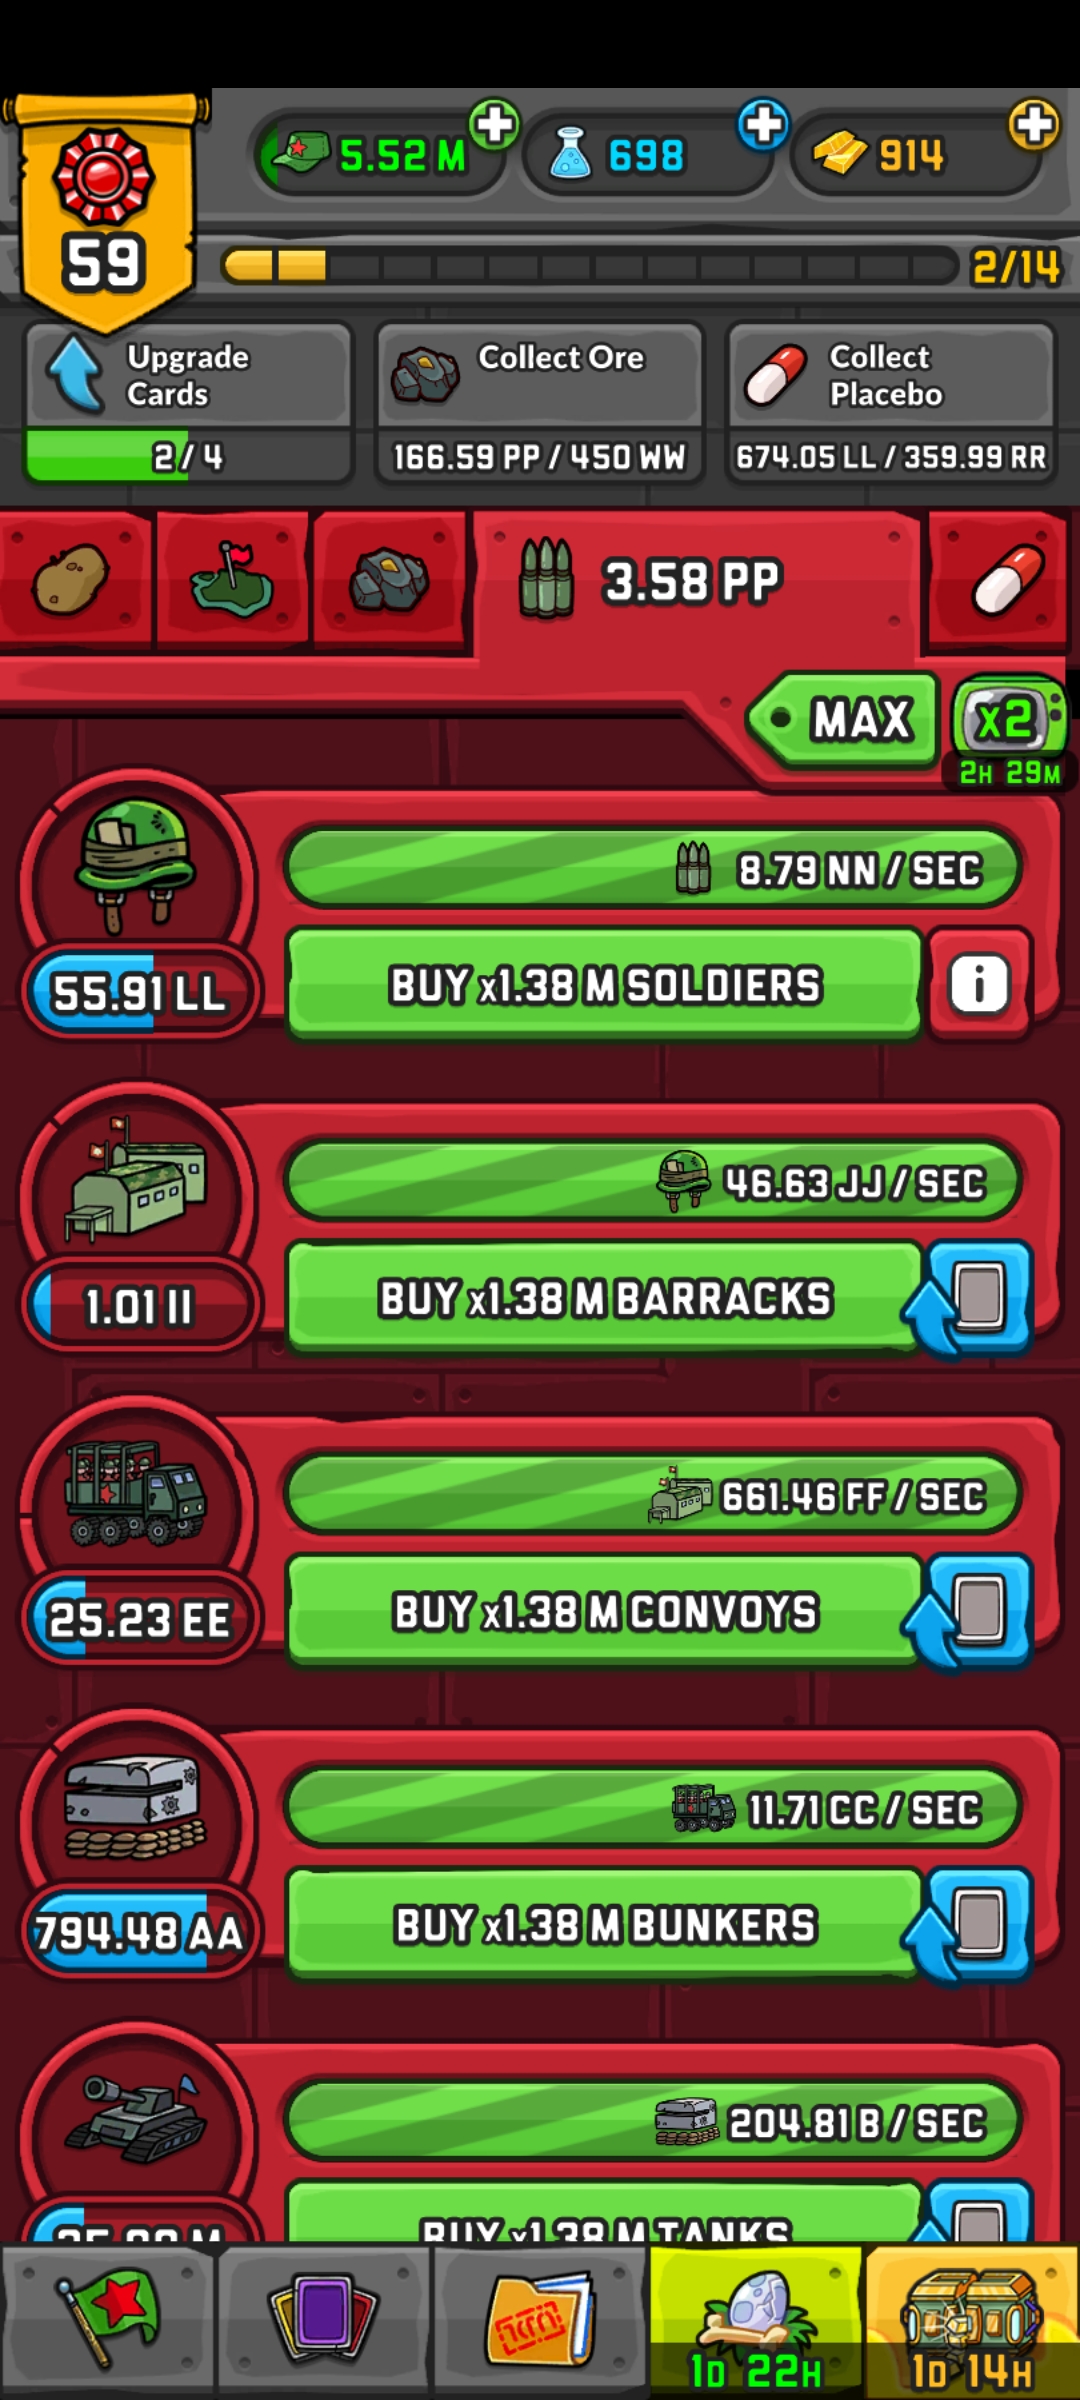 5.52 M
698
914
59
2/14
Upgrade
Cards
2/4
Collect Ore
166.59 PP / 450 WW
Collect
Placebo
674.05 LL / 359.99 RR
3.58 PP
MAX
x2
2H 29M
8.79 NN / SEC
55.91 LL
BUY x1.38 M SOLDIERS
i
46.63 JJ / SEC
1.01 II
BUY x1.38 M BARRACKS
661.46 FF / SEC
25.23 EE
BUY x1.38 M CONVOYS
11.71 CC / SEC
794.48 AA
BUY x1.38 M BUNKERS
204.81 B / SEC
BUY x1.38 M TANKS
1D 22H
1D 14H